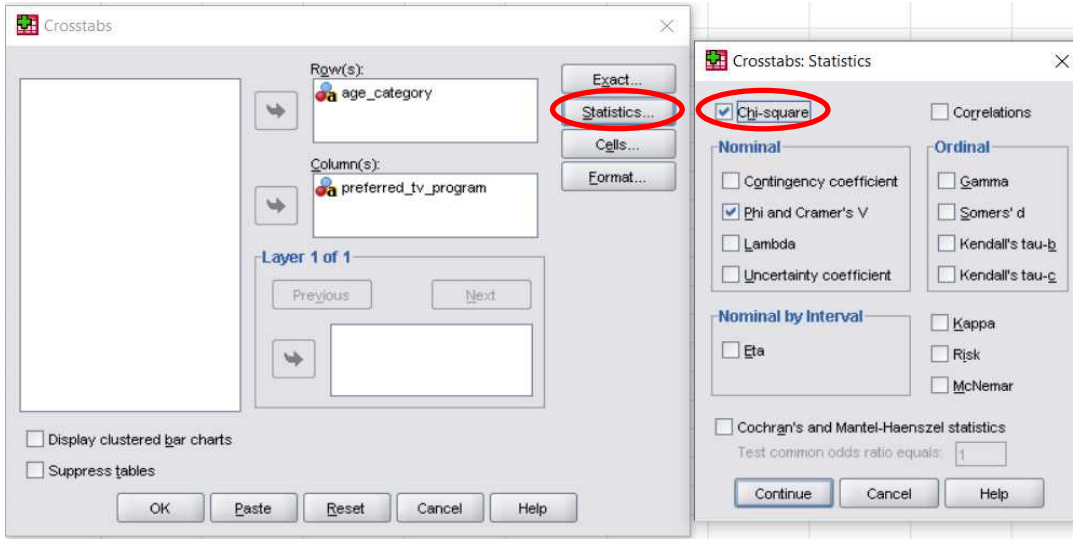 Crosstabs
Row(s):
age_category
Column(s):
preferred_tv_program
Layer 1 of 1
Previous
Next
Exact...
Statistics...
Cells...
Format...
Display clustered bar charts
Suppress tables
OK
Paste
Reset
Cancel
Help
Crosstabs: Statistics
Chi-square
Correlations
Nominal
Contingency coefficient
Phi and Cramer's V
Lambda
Uncertainty coefficient
Ordinal
Gamma
Somers' d
Kendall's tau-b
Kendall's tau-c
Nominal by Interval
Eta
Kappa
Risk
McNemar
Cochran's and Mantel-Haenszel statistics
Test common odds ratio equals: 1
Continue
Cancel
Help